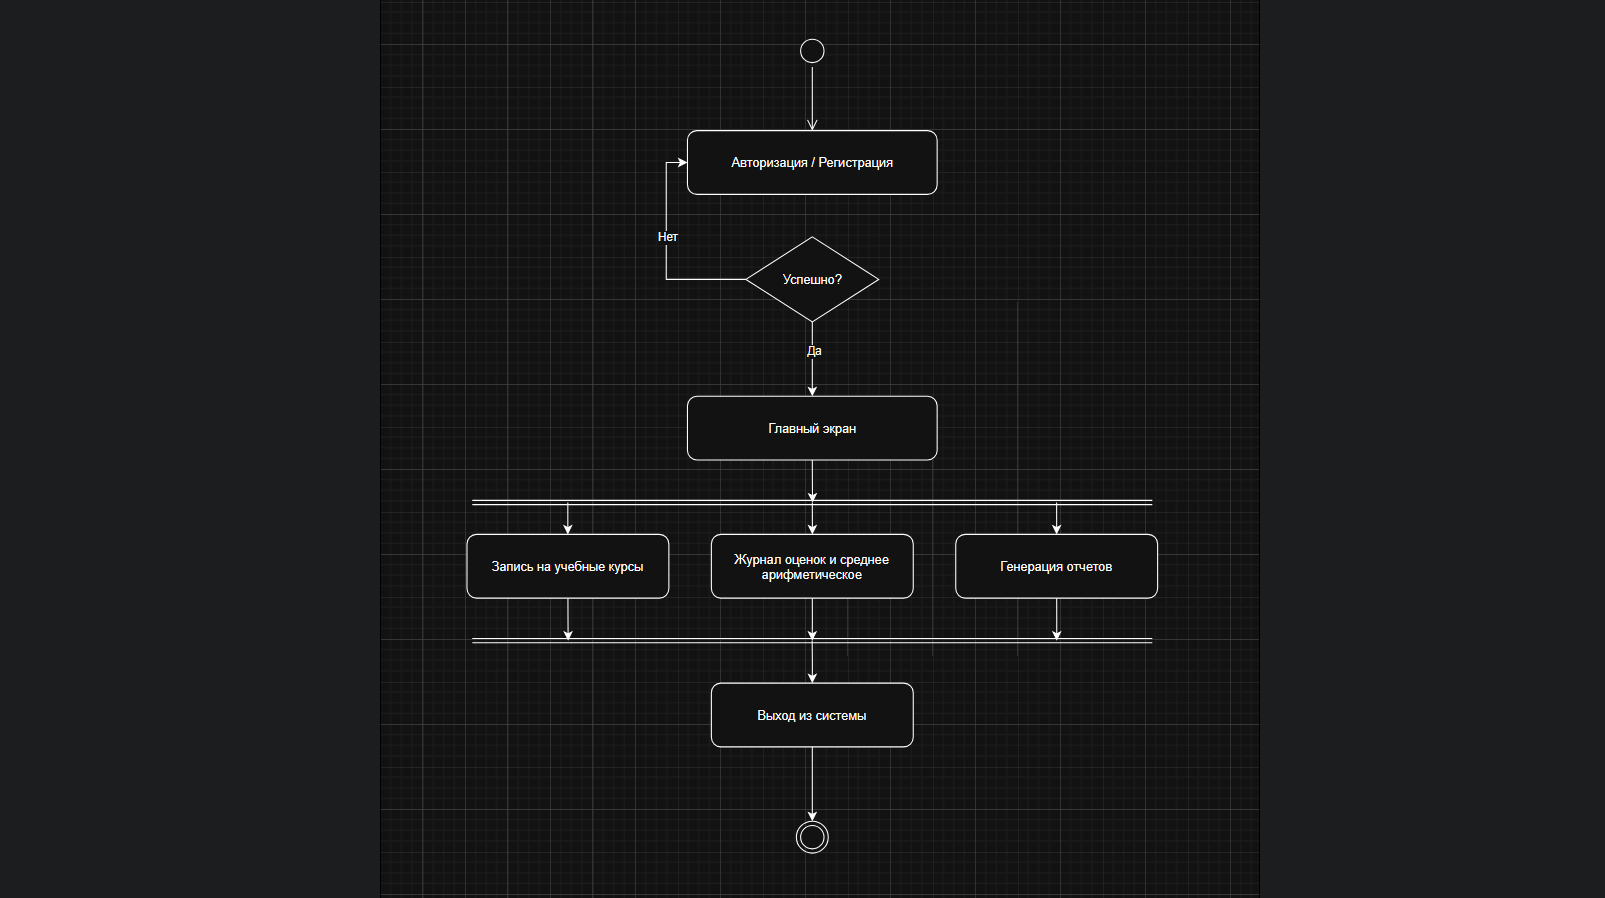 Авторизация / Регистрация
Нет
Успешно?
Да
Главный экран
Запись на учебные курсы
Журнал оценок и среднее
арифметическое
Генерация отчетов
Выход из системы